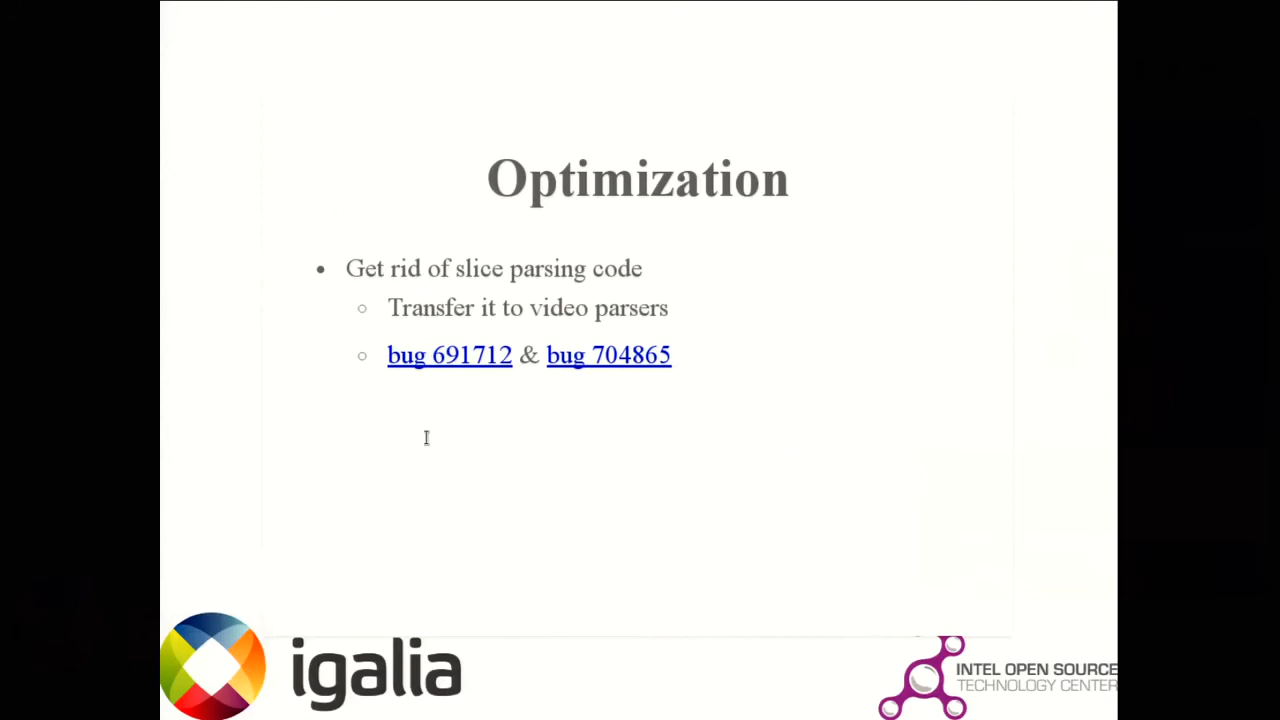 Optimization
• Get rid of slice parsing code
○ Transfer it to video parsers
○ bug 691712 & bug 704865
igalia
INTEL OPEN SOURCE
TECHNOLOGY CENTER